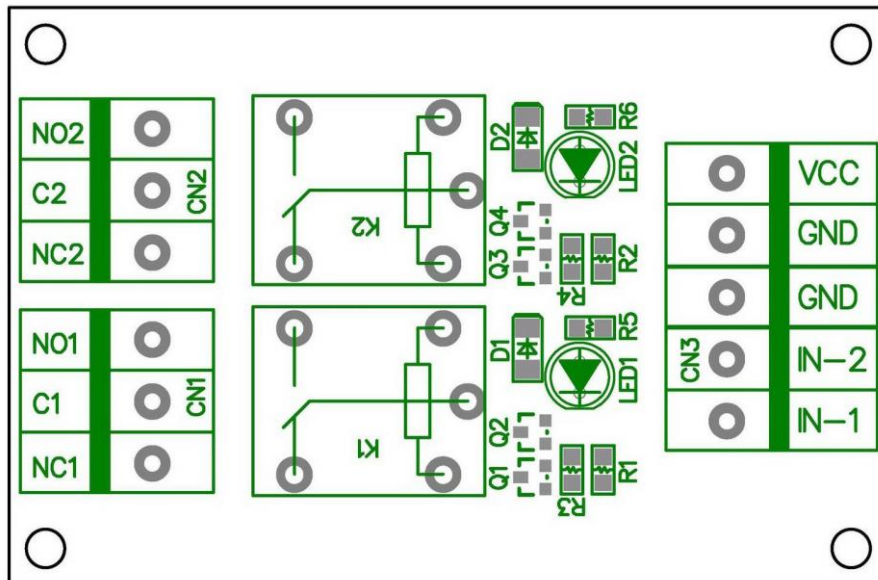 NO2
C2
NC2
CN2
NO1
C1
NC1
CN1
K2
D2
R6
LED2
Q4
Q3
R4
R2
K1
D1
R5
LED1
Q2
Q1
R3
R1
VCC
GND
GND
CN3
IN-2
IN-1